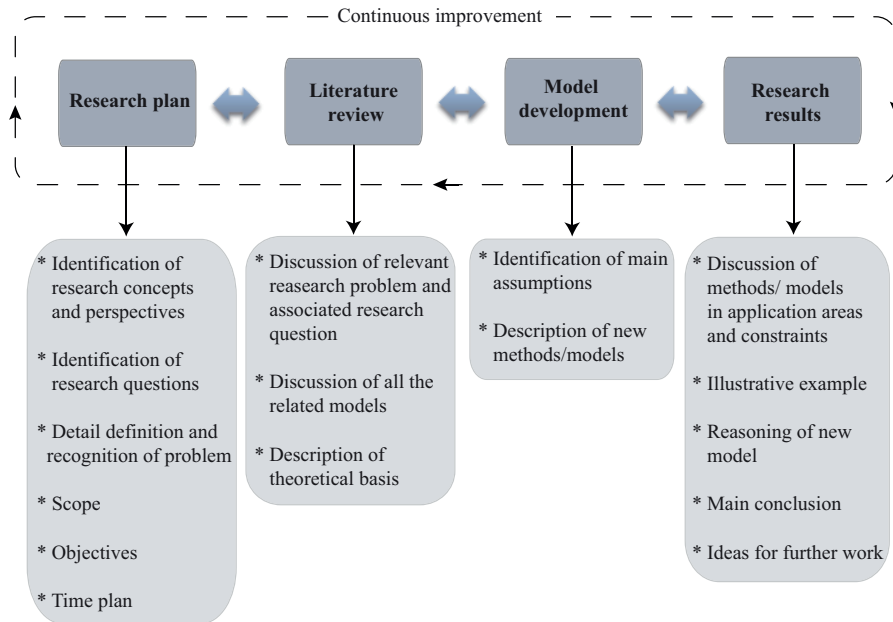 Continuous improvement
Research plan
Literature
review
Model
development
Research
results
* Identification of
research concepts
and perspectives
* Identification of
research questions
* Detail definition and
recognition of problem
* Scope
* Objectives
* Time plan
* Discussion of relevant
reasearch problem and
associated research
question
* Discussion of all the
related models
* Description of
theoretical basis
* Identification of main
assumptions
* Description of new
methods/models
* Discussion of
methods/ models
in application areas
and constraints
* Illustrative example
* Reasoning of new
model
* Main conclusion
* Ideas for further work